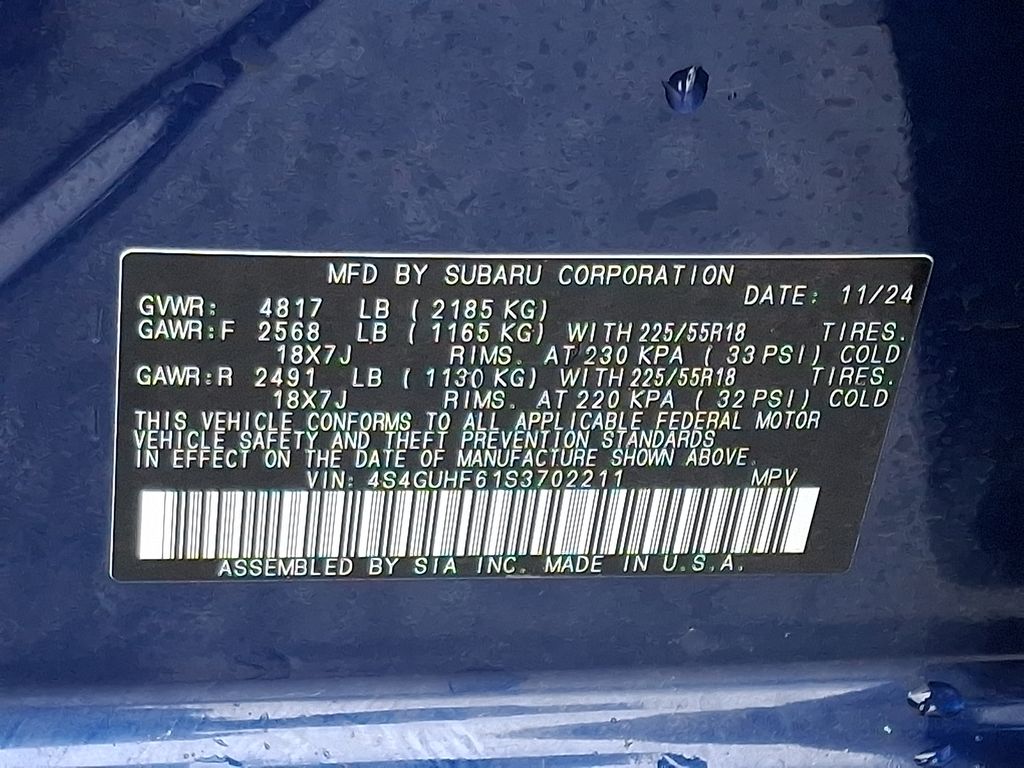 MFD BY SUBARU CORPORATION
DATE: 11/24
GVWR: 4817 LB (2185 KG)
GAWR:F 2568 LB (1165 KG) WITH 225/55R18 TIRES.
18X7J RIMS. AT 230 KPA (33 PSI) COLD
GAWR:R 2491 LB (1130 KG) WITH 225/55R18 TIRES.
18X7J RIMS. AT 220 KPA (32 PSI) COLD
THIS VEHICLE CONFORMS TO ALL APPLICABLE FEDERAL MOTOR
VEHICLE SAFETY AND THEFT PREVENTION STANDARDS
IN EFFECT ON THE DATE OF MANUFACTURE SHOWN ABOVE.
VIN: 4S4GUHF61S3702211 MPV
ASSEMBLED BY SIA INC. MADE IN U.S.A.